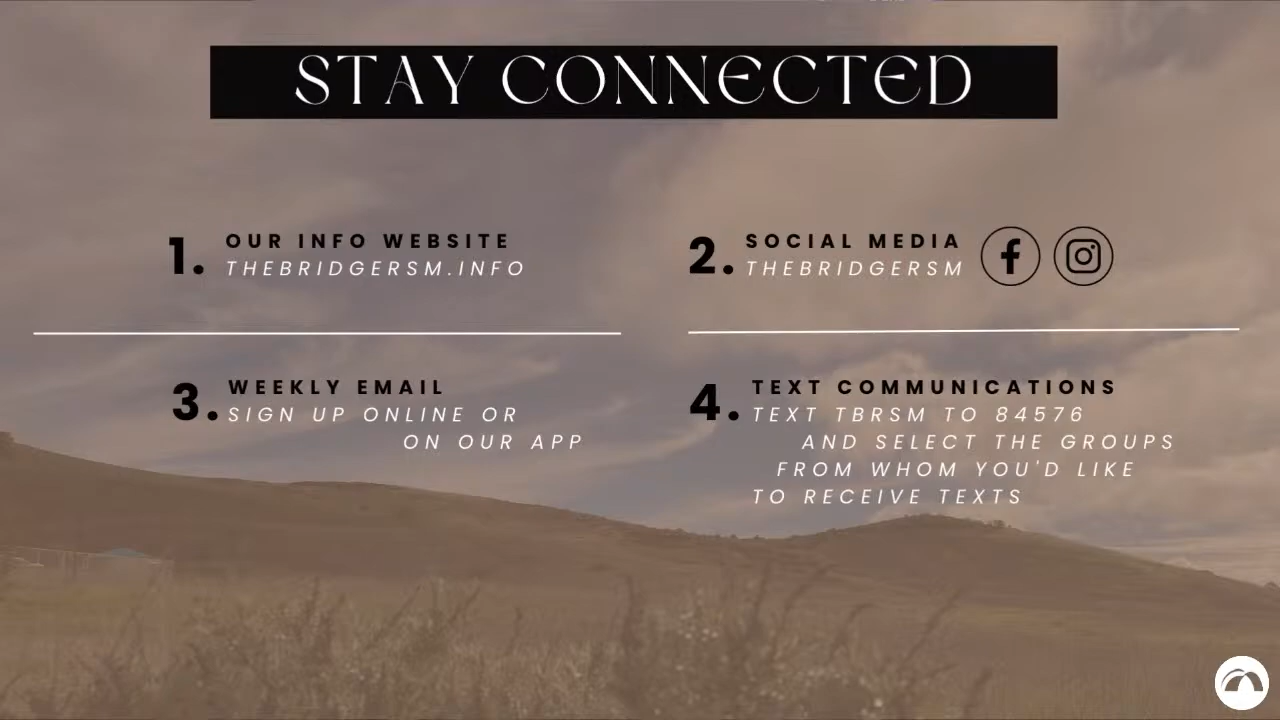 STAY CONNECTED
1. OUR INFO WEBSITE
THEBRIDGERSM.INFO
2. SOCIAL MEDIA
THEBRIDGERSM
3. WEEKLY EMAIL
SIGN UP ONLINE OR
ON OUR APP
4. TEXT COMMUNICATIONS
TEXT TBRSM TO 84576
AND SELECT THE GROUPS
FROM WHOM YOU'D LIKE
TO RECEIVE TEXTS